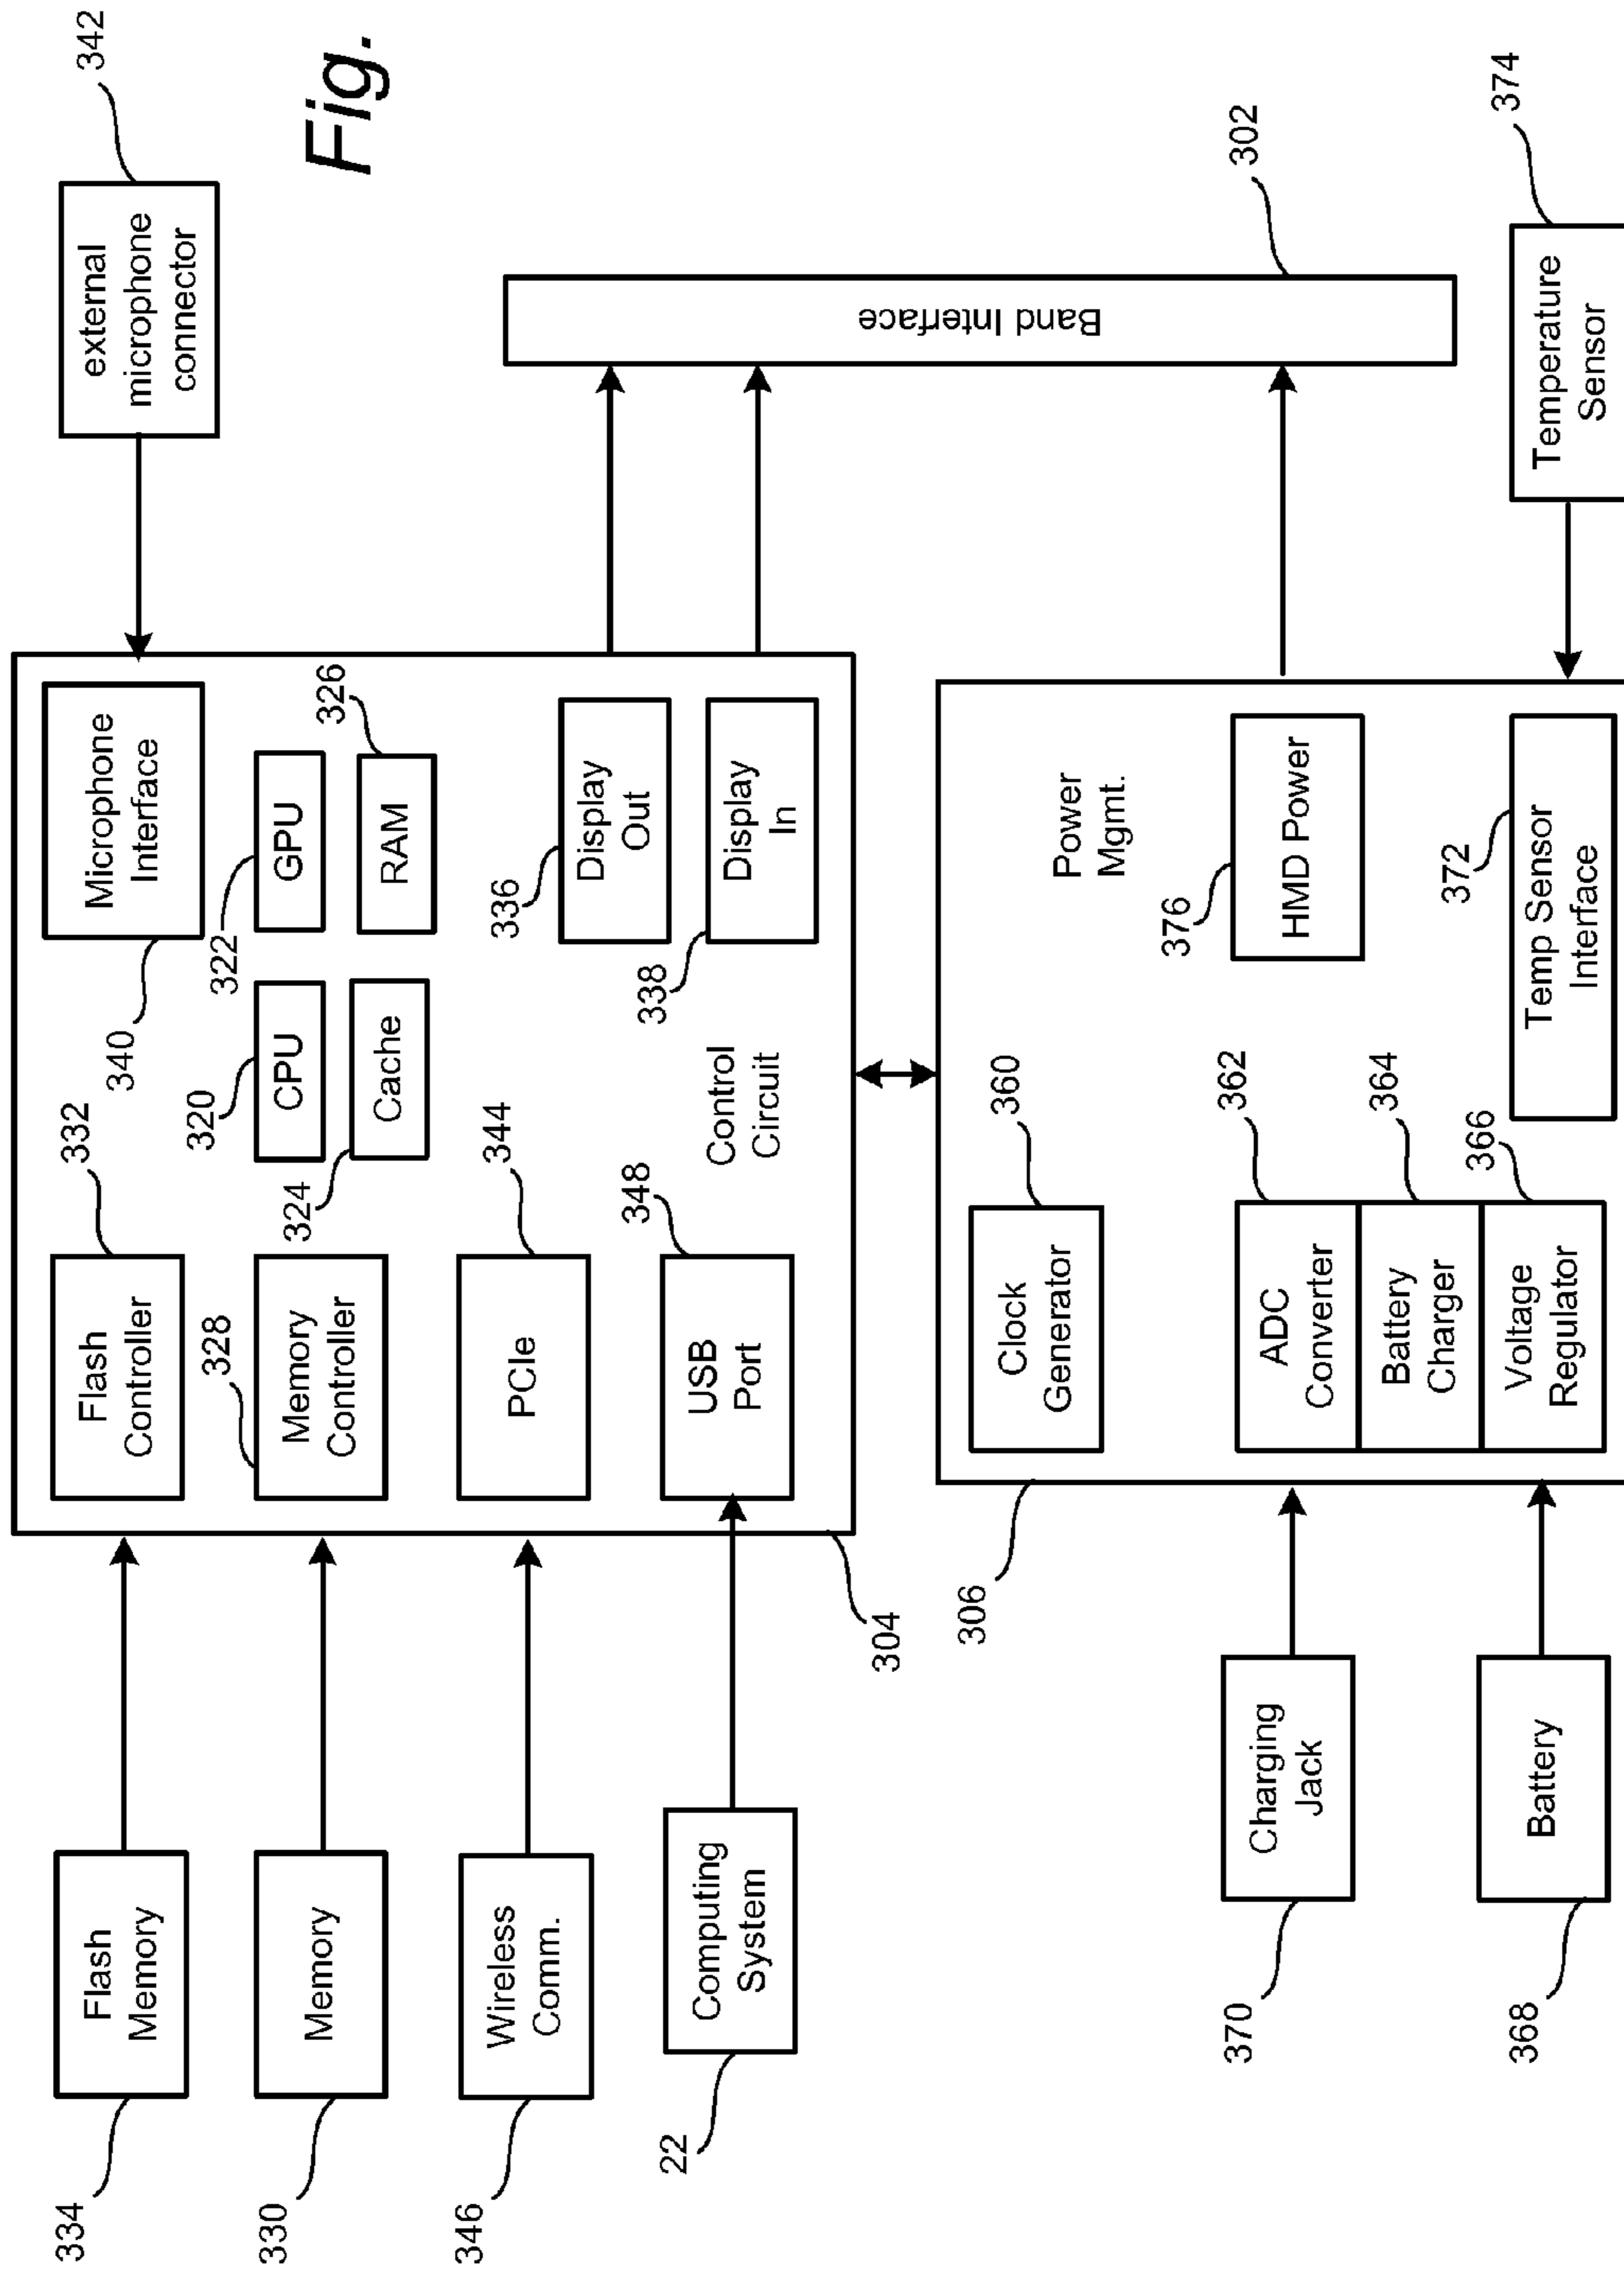 334
Flash
Memory
330
Memory
346
Wireless
Comm.
22
Computing
System
304
332
Flash
Controller
328
Memory
Controller
344
PCIe
348
USB
Port
320
CPU
324
Cache
322
GPU
326
RAM
340
Microphone
Interface
336
Display
Out
338
Display
In
Control
Circuit
342
external
microphone
connector
Fig.
302
Band Interface
306
360
Clock
Generator
362
ADC
Converter
364
Battery
Charger
366
Voltage
Regulator
Power
Mgmt.
376
HMD Power
372
Temp Sensor
Interface
370
Charging
Jack
368
Battery
374
Temperature
Sensor